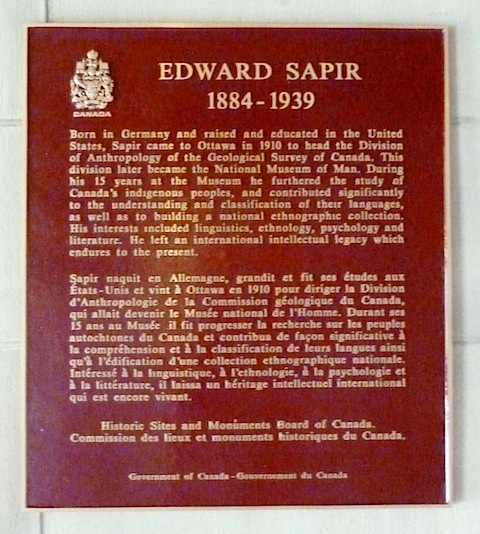 CANADA
EDWARD SAPIR
1884-1939
Born in Germany and raised and educated in the United
States, Sapir came to Ottawa in 1910 to head the Division
of Anthropology of the Geological Survey of Canada. This
division later became the National Museum of Man. During
his 15 years at the Museum he furthered the study of
Canada's indigenous peoples, and contributed significantly
to the understanding and classification of their languages,
as well as to building a national ethnographic collection.
His interests included linguistics, ethnology, psychology and
literature. He left an international intellectual legacy which
endures to the present.
Sapir naquit en Allemagne, grandit et fit ses études aux
États-Unis et vint à Ottawa en 1910 pour diriger la Division
d'Anthropologie de la Commission géologique du Canada,
qui allait devenir le Musée national de l'Homme. Durant ses
15 ans au Musée il fit progresser la recherche sur les peuples
autochtones du Canada et contribua de façon significative à
la compréhension et à la classification de leurs langues ainsi
qu'à l'édification d'une collection ethnographique nationale.
Intéressé à la linguistique, à l'ethnologie, à la psychologie et
à la littérature, il laissa un héritage intellectuel international
qui est encore vivant.
Historic Sites and Monuments Board of Canada.
Commission des lieux et monuments historiques du Canada.
Government of Canada - Gouvernement du Canada